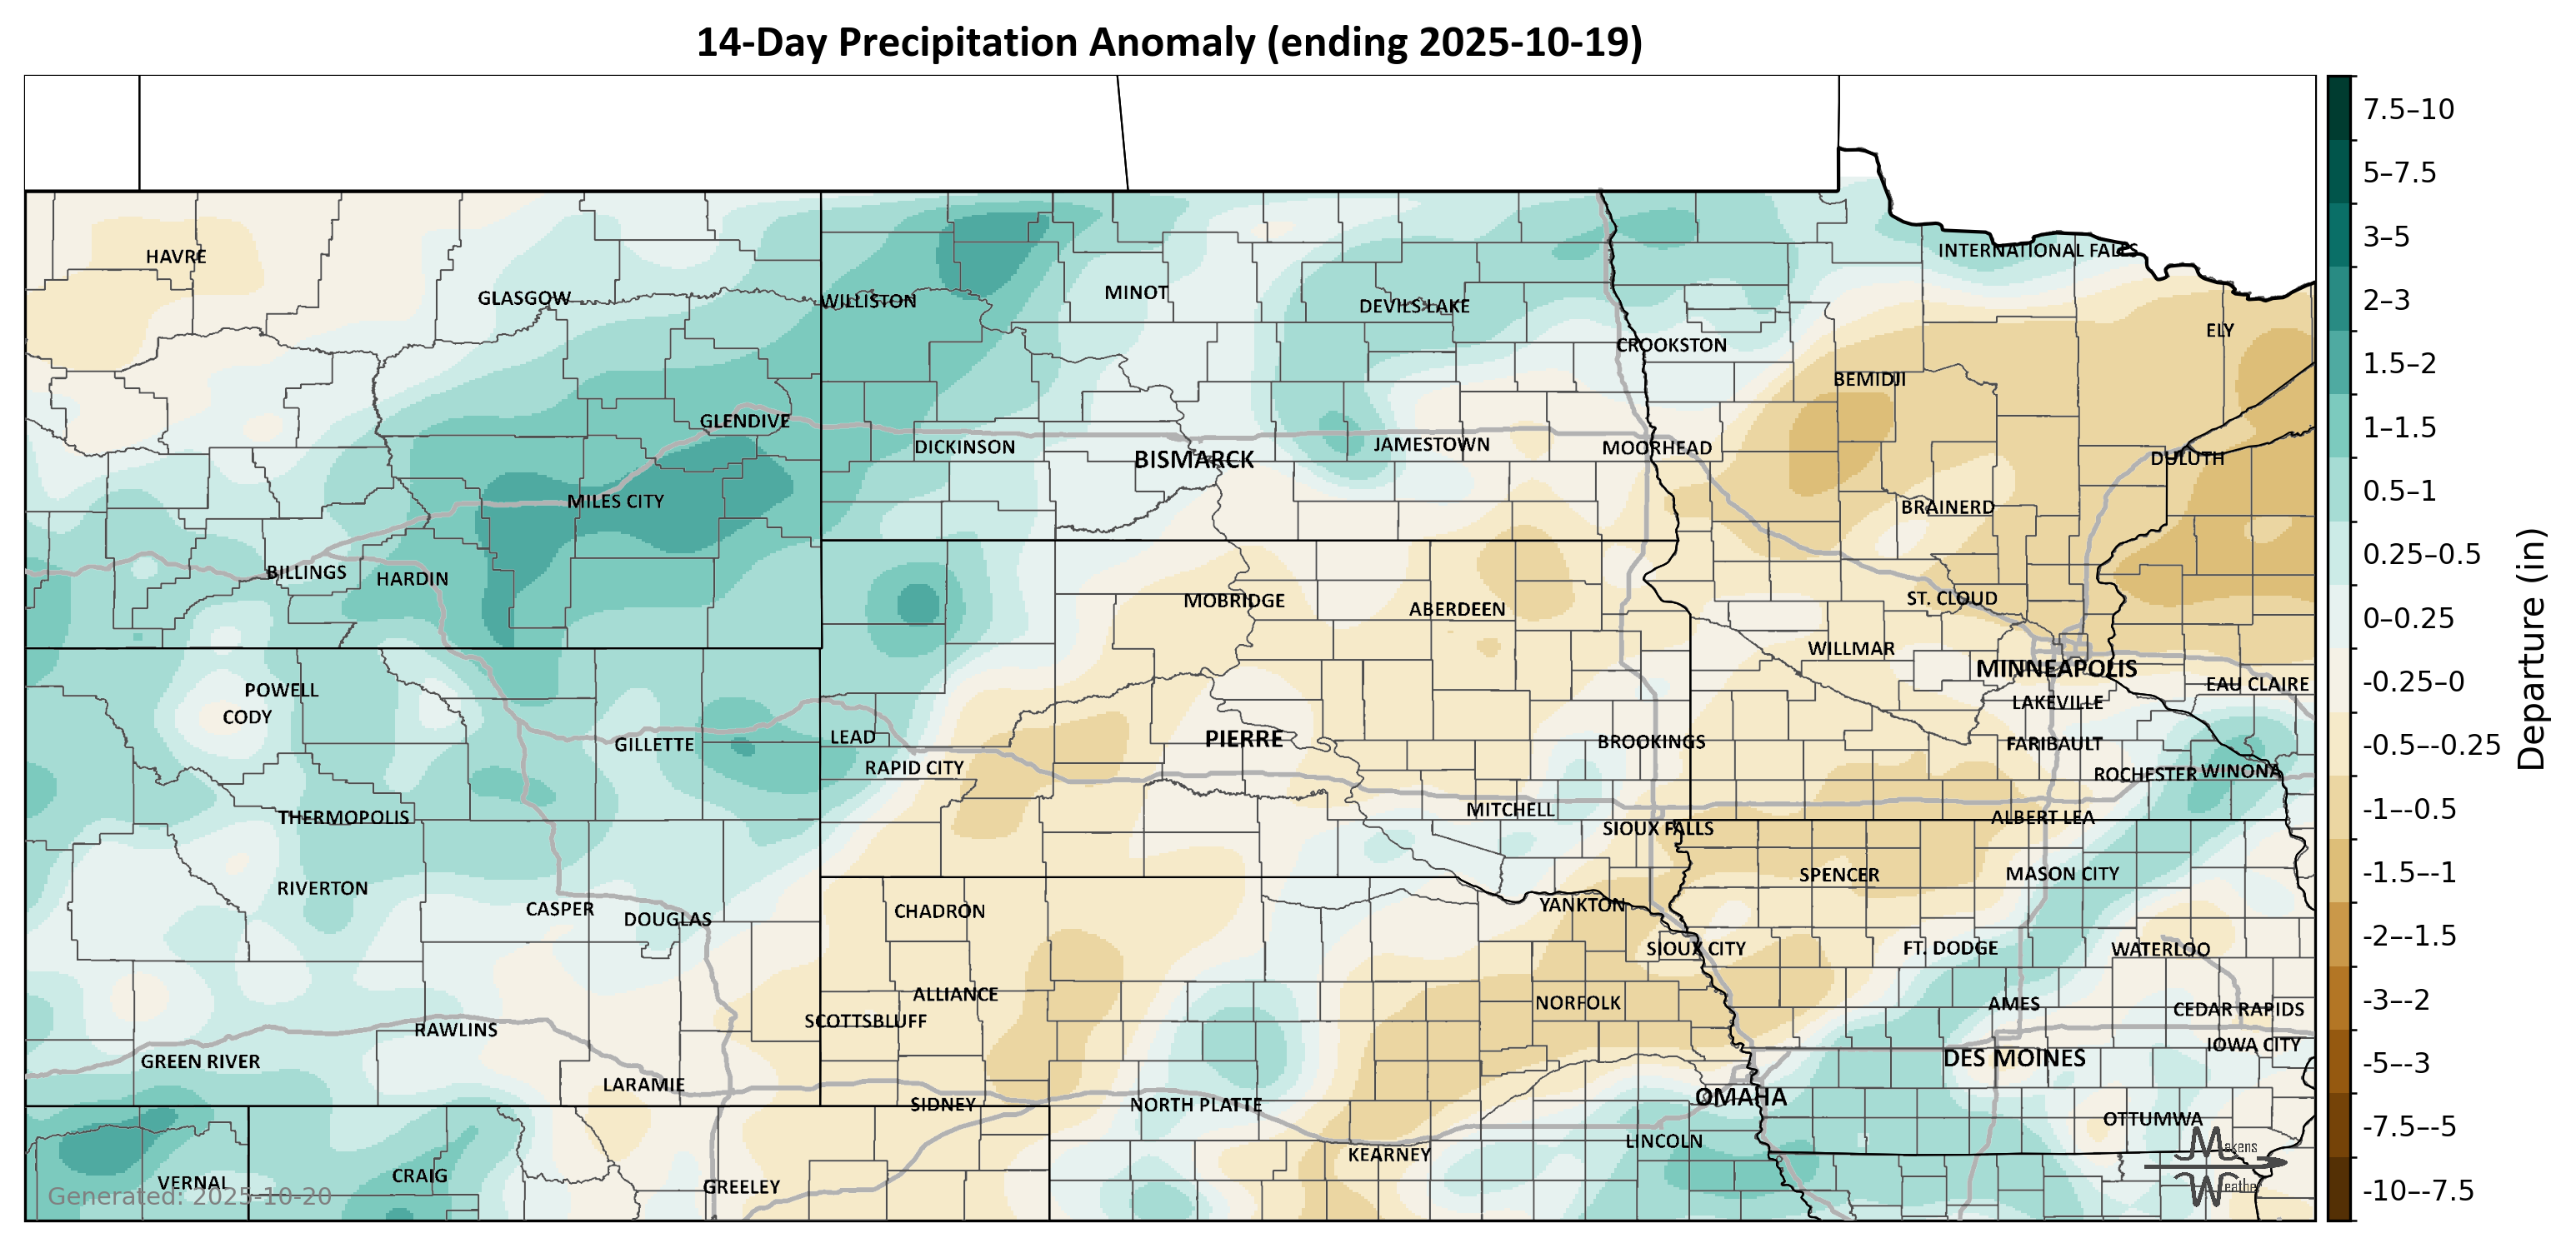 14-Day Precipitation Anomaly (ending 2025-10-19)
HAVRE
GLASGOW
WILLISTON
MINOT
DEVILS LAKE
CROOKSTON
INTERNATIONAL FALLS
ELY
BEMIDJI
GLENDIVE
DICKINSON
BISMARCK
JAMESTOWN
MOORHEAD
DULUTH
MILES CITY
BRAINERD
BILLINGS
HARDIN
MOBRIDGE
ABERDEEN
ST. CLOUD
WILLMAR
MINNEAPOLIS
EAU CLAIRE
POWELL
CODY
LAKEVILLE
GILLETTE
LEAD
PIERRE
BROOKINGS
FARIBAULT
RAPID CITY
ROCHESTER
WINONA
THERMOPOLIS
MITCHELL
SIOUX FALLS
ALBERT LEA
RIVERTON
SPENCER
MASON CITY
CASPER
DOUGLAS
CHADRON
YANKTON
SIOUX CITY
FT. DODGE
WATERLOO
ALLIANCE
NORFOLK
AMES
CEDAR RAPIDS
SCOTTSBLUFF
RAWLINS
GREEN RIVER
DES MOINES
IOWA CITY
LARAMIE
SIDNEY
NORTH PLATTE
OMAHA
OTTUMWA
LINCOLN
KEARNEY
VERNAL
CRAIG
GREELEY
Generated: 2025-10-20
Makens
Weather
7.5–10
5–7.5
3–5
2–3
1.5–2
1–1.5
0.5–1
0.25–0.5
0–0.25
-0.25–0
-0.5–-0.25
-1–-0.5
-1.5–-1
-2–-1.5
-3–-2
-5–-3
-7.5–-5
-10–-7.5
Departure (in)